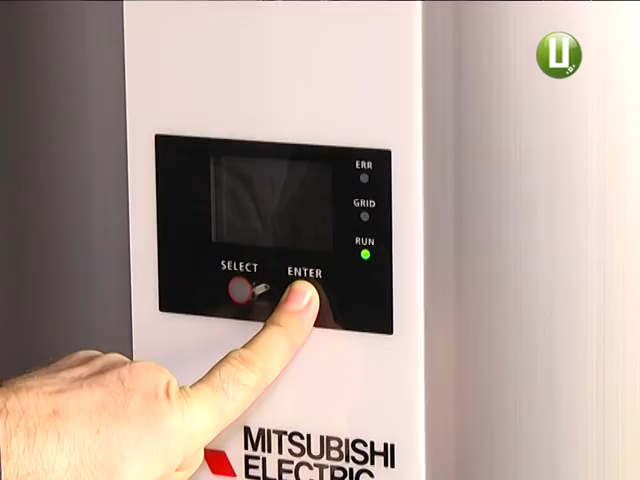 Ц
ERR
GRID
RUN
SELECT
ENTER
MITSUBISHI
ELECTRIC